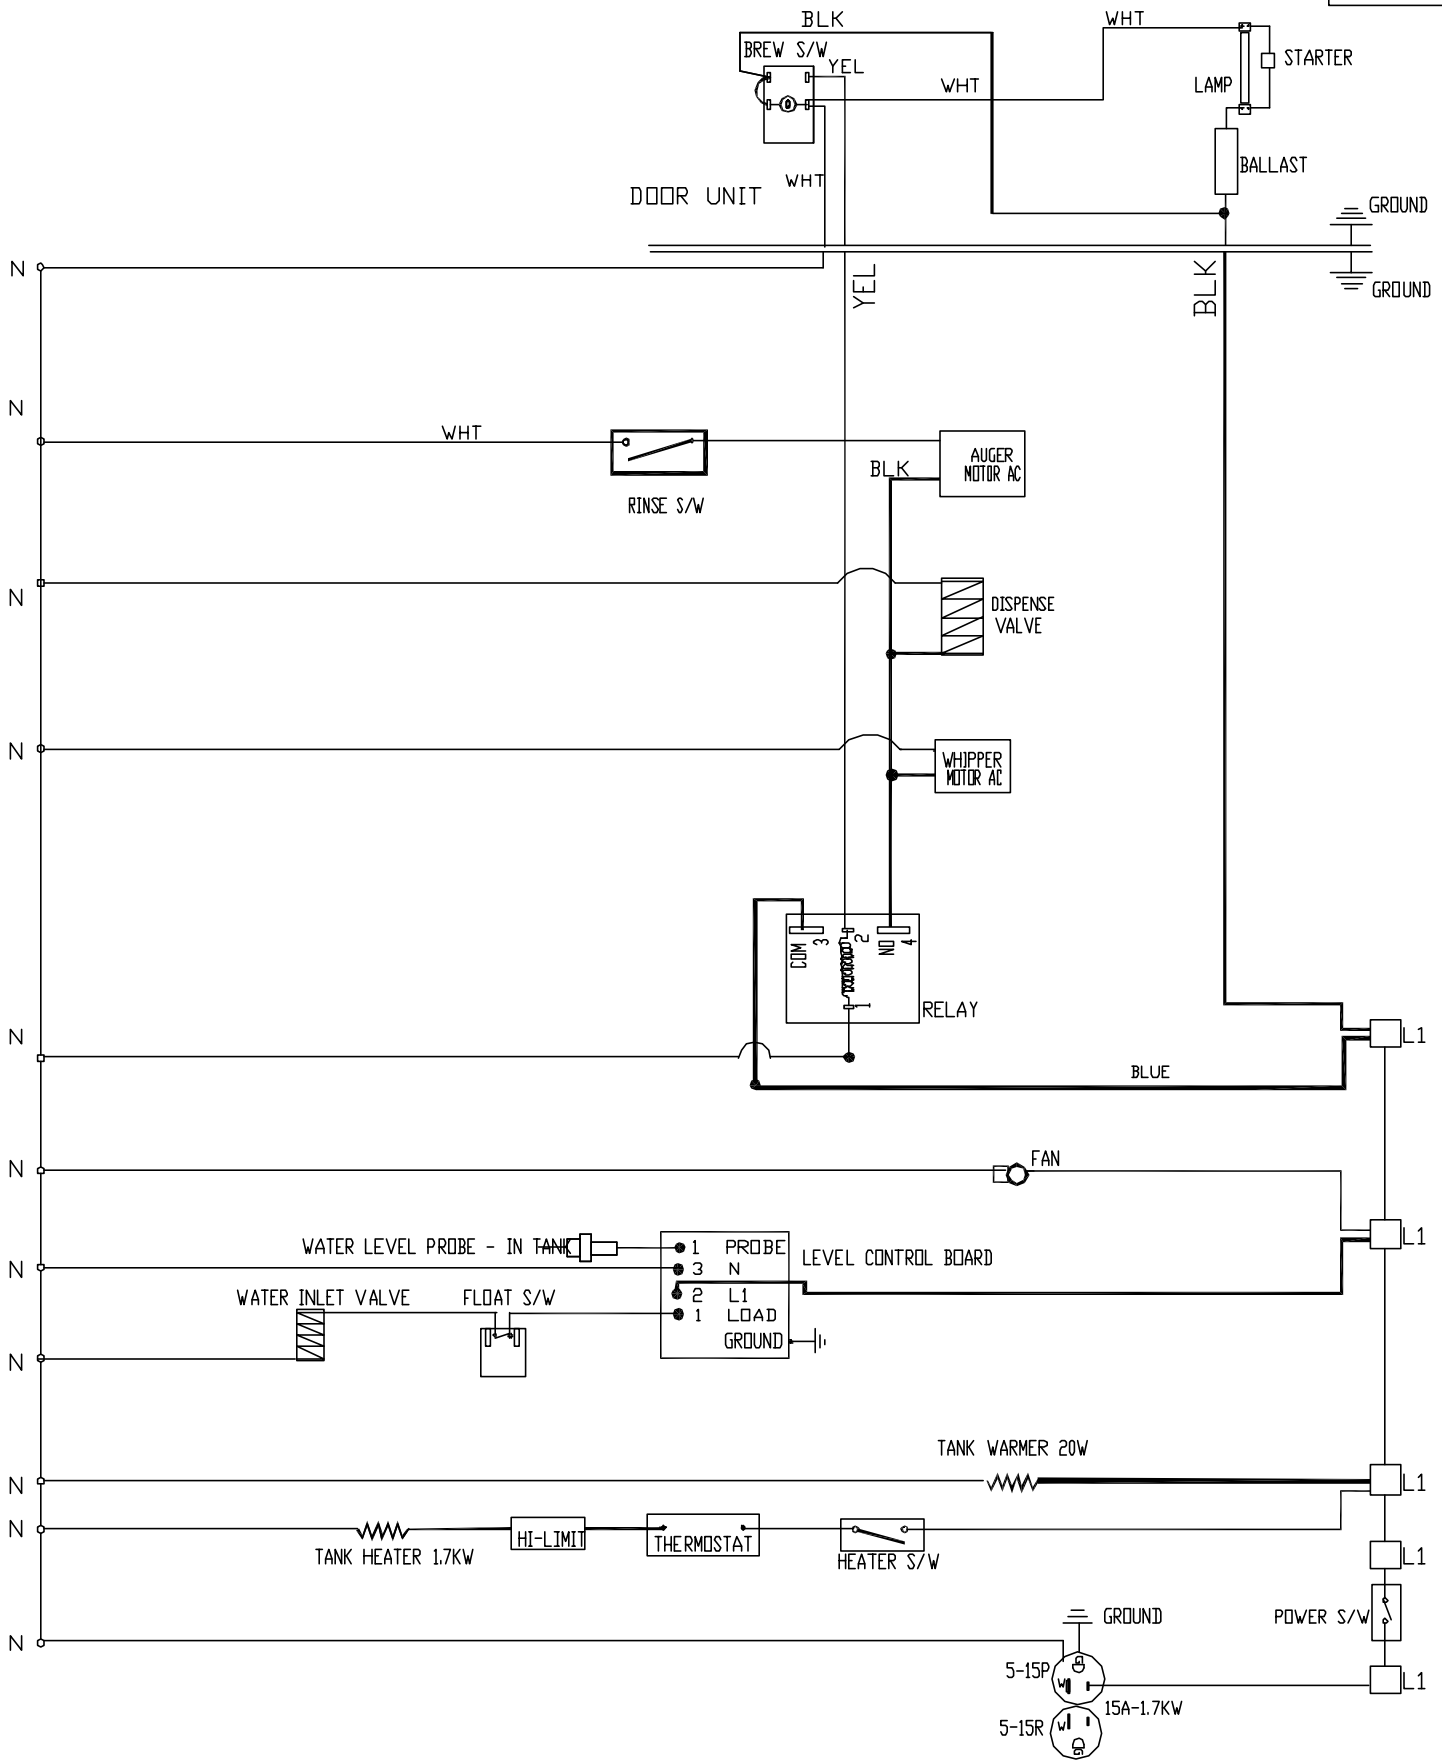 BLK
WHT
BREW S/W
YEL
STARTER
WHT
LAMP
BALLAST
WHT
DOOR UNIT
GROUND
N
YEL
BLK
GROUND
N
WHT
BLK
AUGER
MOTOR AC
RINSE S/W
N
DISPENSE
VALVE
N
WHIPPER
MOTOR AC
COM
3
2
NO
4
1
RELAY
N
L1
BLUE
N
FAN
L1
WATER LEVEL PROBE - IN TANK
1 PROBE
LEVEL CONTROL BOARD
N
3 N
WATER INLET VALVE
FLOAT S/W
2 L1
1 LOAD
GROUND
N
TANK WARMER 20W
N
L1
N
HI-LIMIT
THERMOSTAT
TANK HEATER 1.7KW
HEATER S/W
L1
GROUND
POWER S/W
N
5-15P
G
W
L1
15A-1.7KW
5-15R
W
G